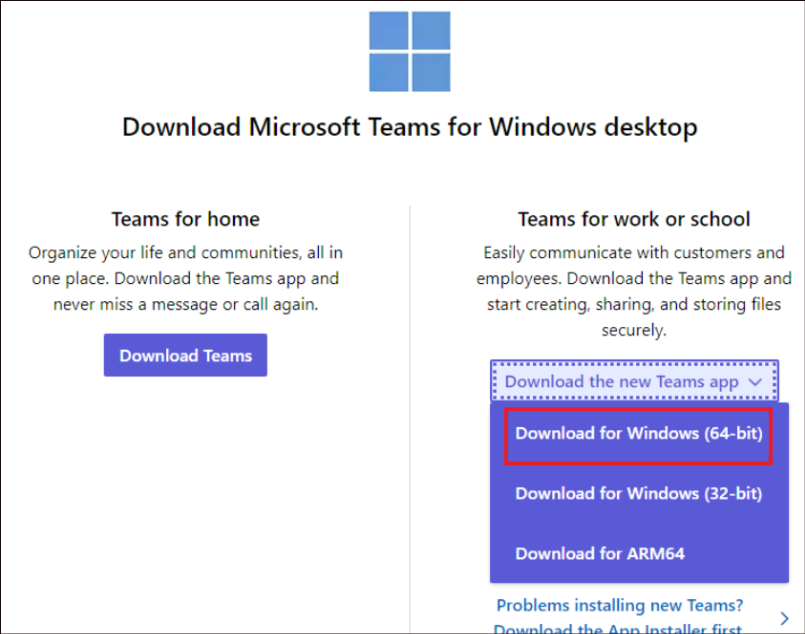 Download Microsoft Teams for Windows desktop
Teams for home
Organize your life and communities, all in
one place. Download the Teams app and
never miss a message or call again.
Download Teams
Teams for work or school
Easily communicate with customers and
employees. Download the Teams app and
start creating, sharing, and storing files
securely.
Download the new Teams app
Download for Windows (64-bit)
Download for Windows (32-bit)
Download for ARM64
Problems installing new Teams?
Download the App Installer first